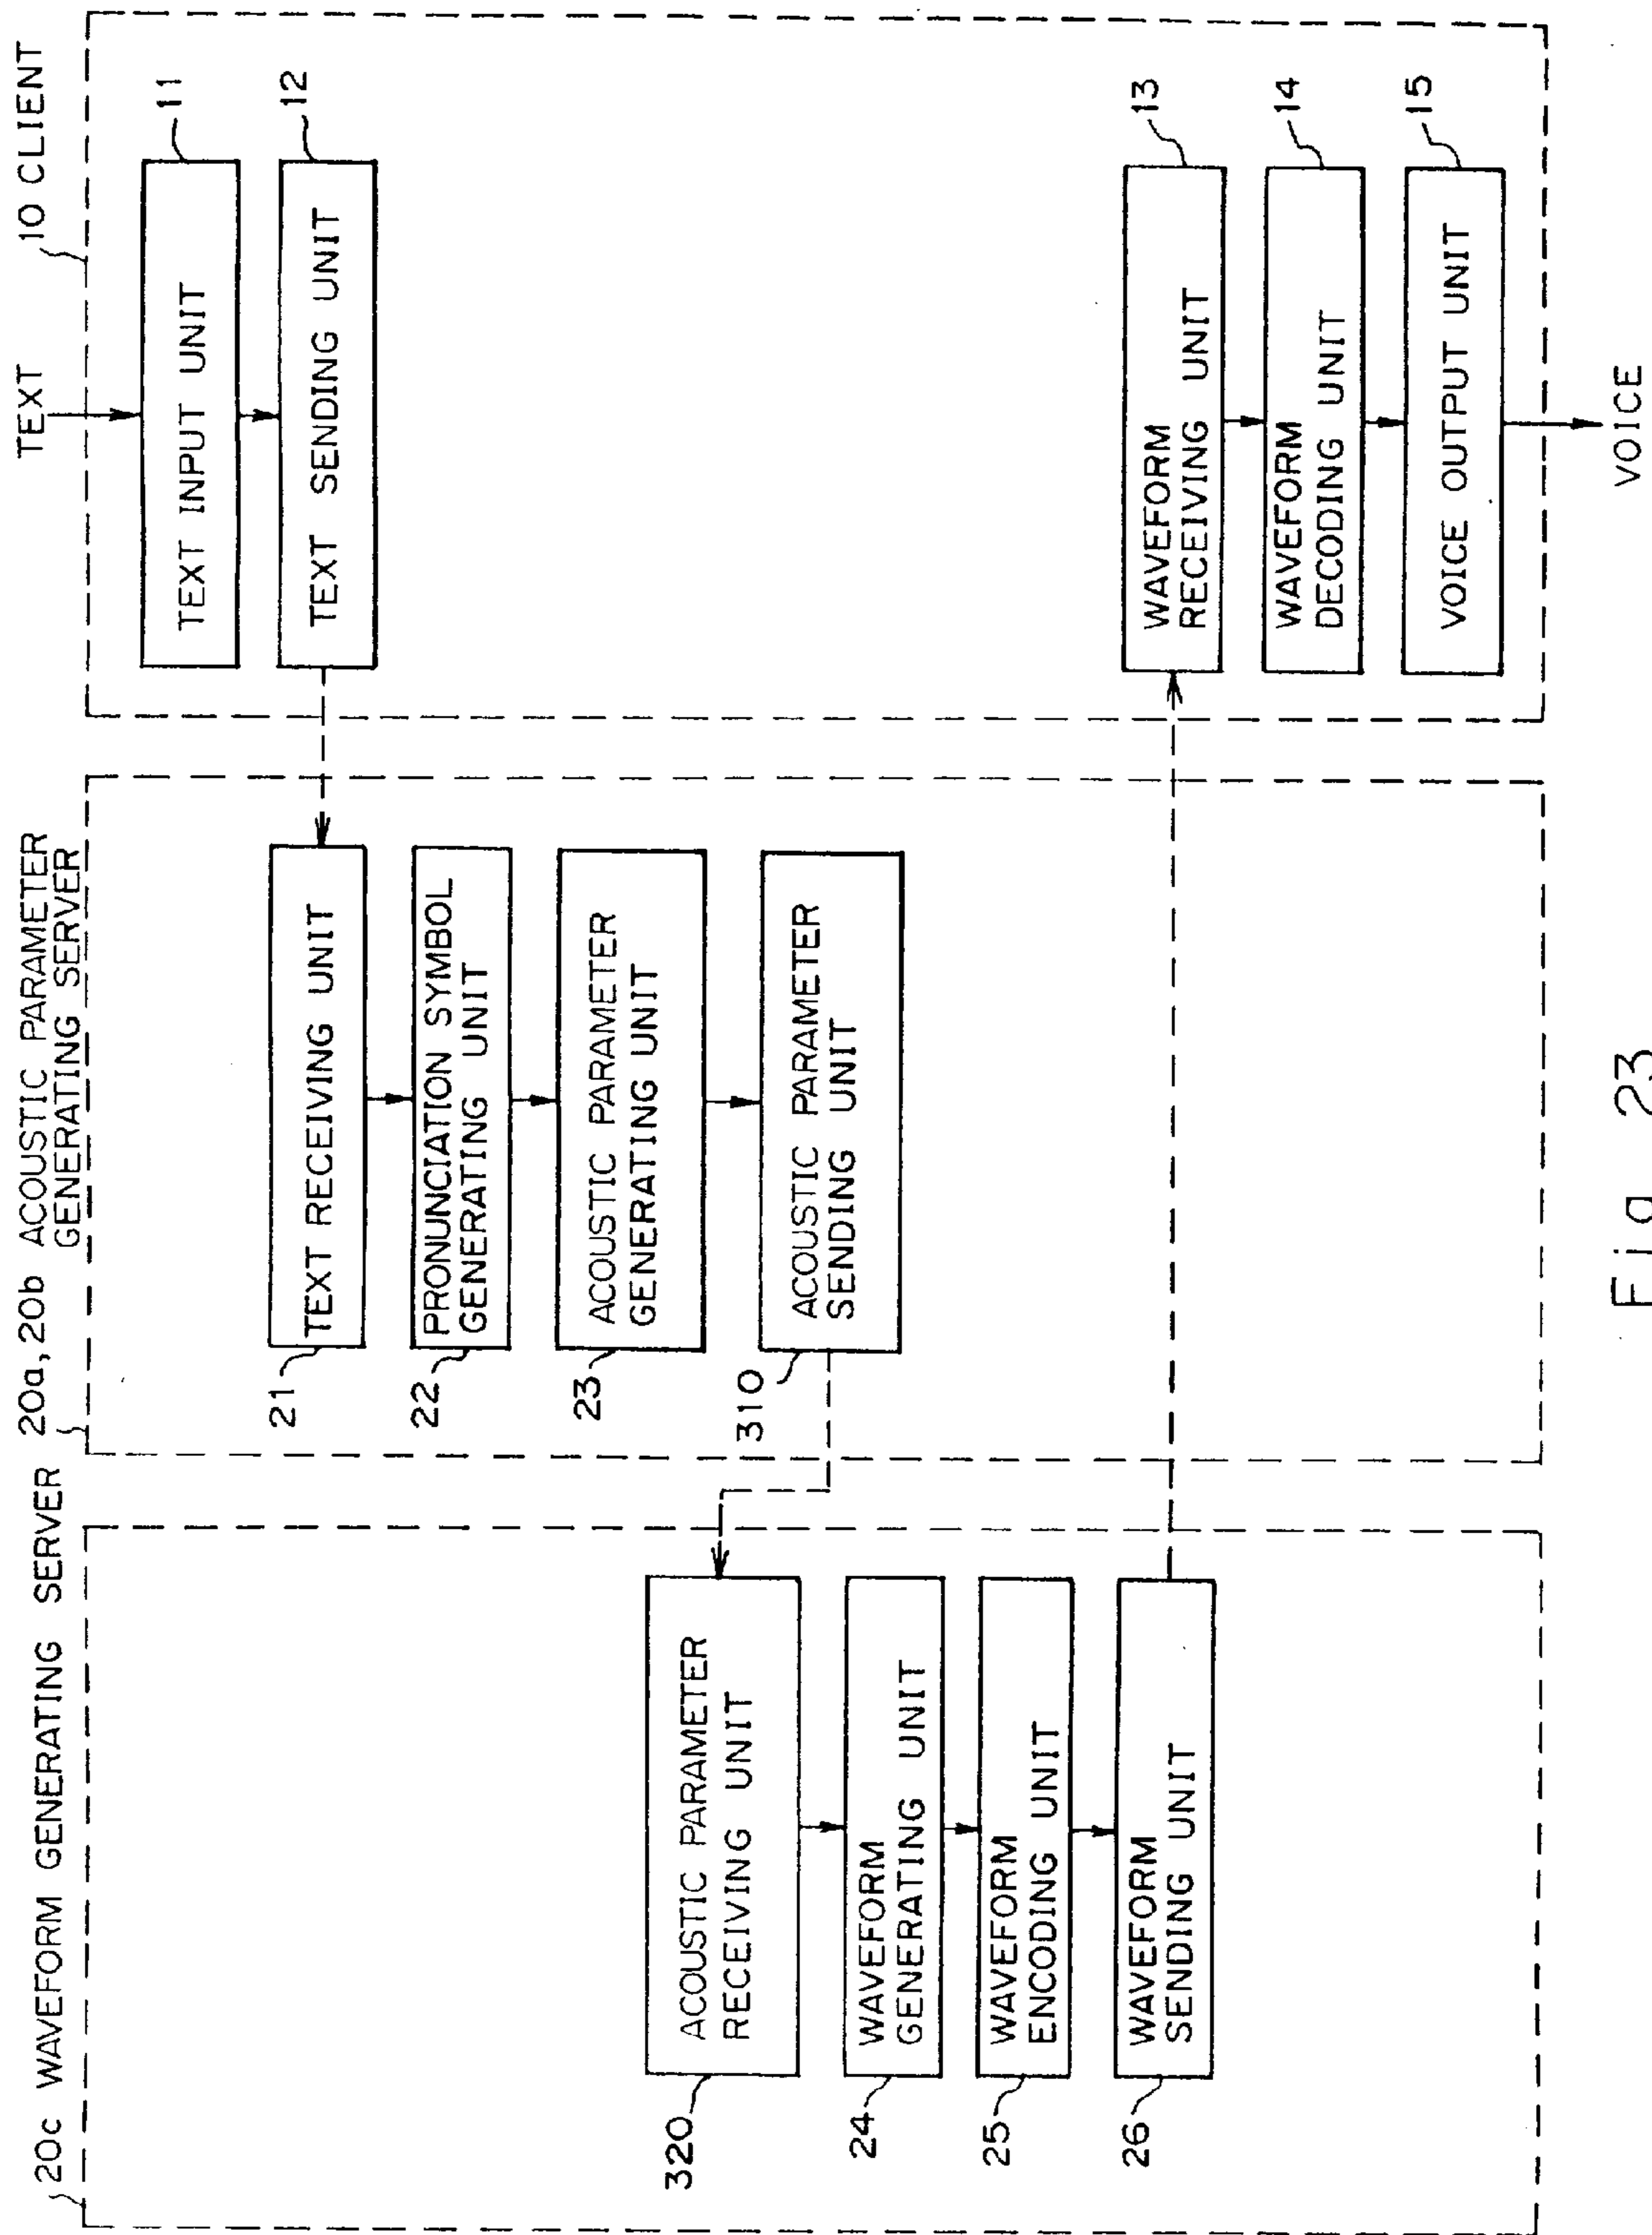 20c WAVEFORM GENERATING SERVER
320
ACOUSTIC PARAMETER
RECEIVING UNIT
24
WAVEFORM
GENERATING UNIT
25
WAVEFORM
ENCODING UNIT
26
WAVEFORM
SENDING UNIT
20a,20b ACOUSTIC PARAMETER
GENERATING SERVER
21
TEXT RECEIVING UNIT
22
PRONUNCIATION SYMBOL
GENERATING UNIT
23
ACOUSTIC PARAMETER
GENERATING UNIT
310
ACOUSTIC PARAMETER
SENDING UNIT
TEXT
10 CLIENT
TEXT INPUT UNIT
11
TEXT SENDING UNIT
12
WAVEFORM
RECEIVING UNIT
13
WAVEFORM
DECODING UNIT
14
VOICE OUTPUT UNIT
15
VOICE
Fig 23